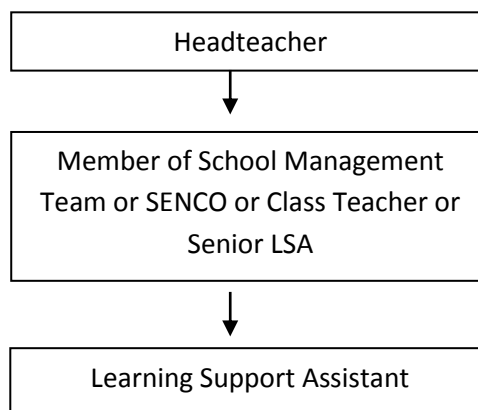 Headteacher
Member of School Management
Team or SENCO or Class Teacher or
Senior LSA
Learning Support Assistant